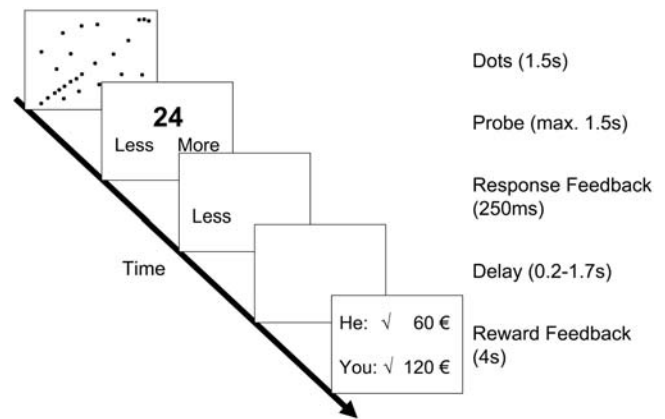 Dots (1.5s)
24
Less More
Probe (max. 1.5s)
Less
Response Feedback
(250ms)
Time
Delay (0.2-1.7s)
He: √ 60 €
You: √ 120 €
Reward Feedback
(4s)